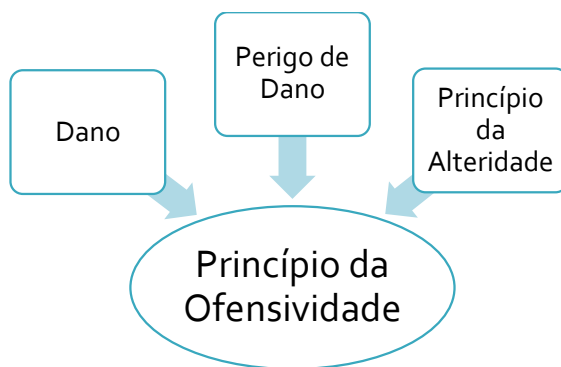 Dano
Perigo de
Dano
Princípio
da
Alteridade
Princípio da
Ofensividade